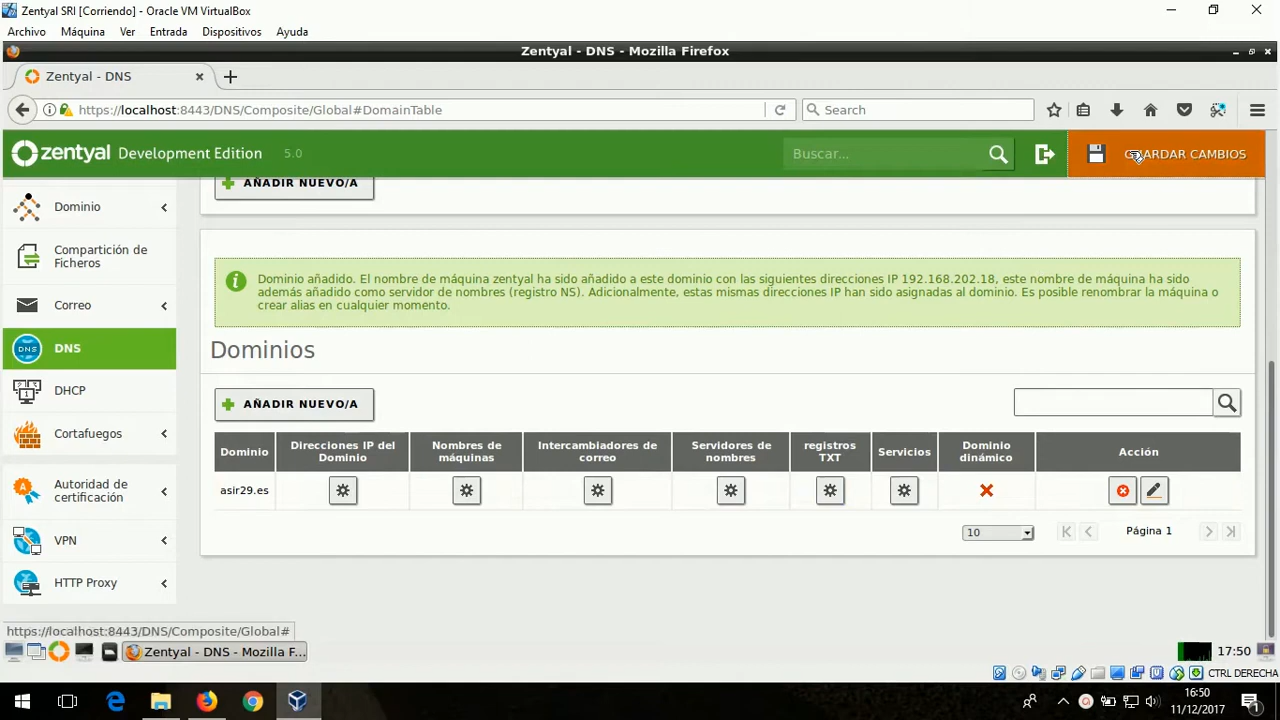 Zentyal SRI [Corriendo] - Oracle VM VirtualBox
Archivo Máquina Ver Entrada Dispositivos Ayuda
Zentyal - DNS - Mozilla Firefox
Zentyal - DNS
https://localhost:8443/DNS/Composite/Global#DomainTable
Search
zentyal Development Edition 5.0
Buscar...
GUARDAR CAMBIOS
Dominio
Compartición de
Ficheros
Correo
DNS
DHCP
Cortafuegos
Autoridad de
certificación
VPN
HTTP Proxy
AÑADIR NUEVO/A
Dominio añadido. El nombre de máquina zentyal ha sido añadido a este dominio con las siguientes direcciones IP 192.168.202.18, este nombre de máquina ha sido
además añadido como servidor de nombres (registro NS). Adicionalmente, estas mismas direcciones IP han sido asignadas al dominio. Es posible renombrar la máquina o
crear alias en cualquier momento.
Dominios
AÑADIR NUEVO/A
Dominio
Direcciones IP del
Dominio
Nombres de
máquinas
Intercambiadores de
correo
Servidores de
nombres
registros
TXT
Servicios
Dominio
dinámico
Acción
asir29.es
10
Página 1
https://localhost:8443/DNS/Composite/Global#
Zentyal - DNS - Mozilla F...
17:50
CTRL DERECHA
16:50
11/12/2017